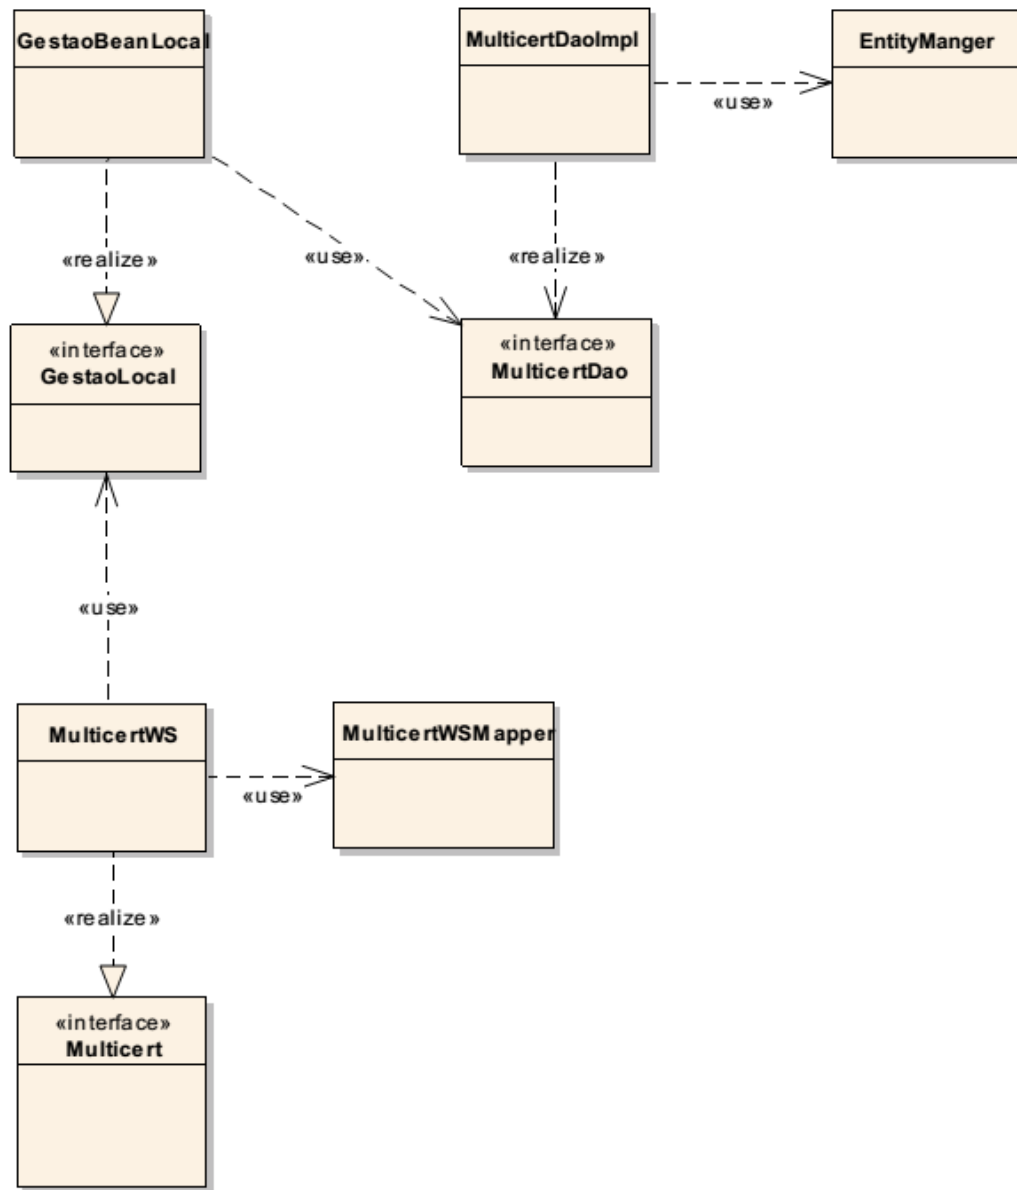 GestaoBeanLocal
MulticertDaoImpl
EntityManger
«use»
«realize»
«use»
«realize»
«interface»
GestaoLocal
«interface»
MulticertDao
«use»
MulticertWS
MulticertWSMapper
«use»
«realize»
«interface»
Multicert